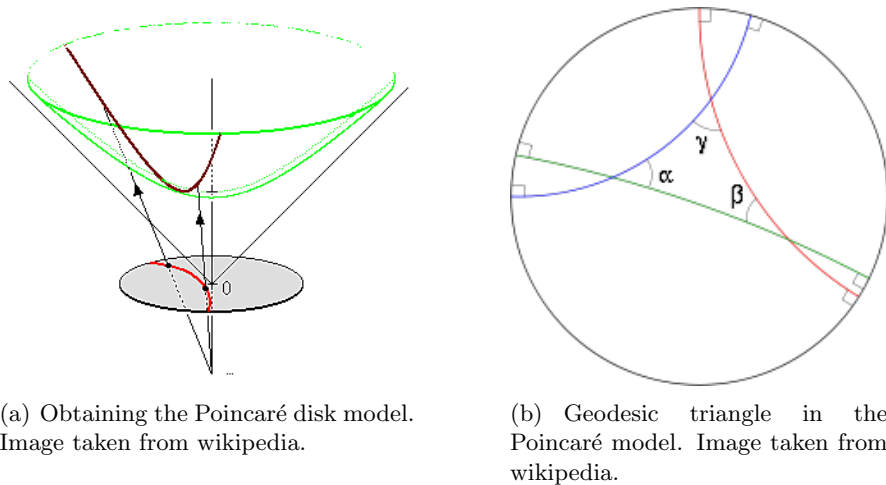 0
...
γ
α
β
(a) Obtaining the Poincaré disk model.
Image taken from wikipedia.
(b) Geodesic triangle in the
Poincaré model. Image taken from
wikipedia.